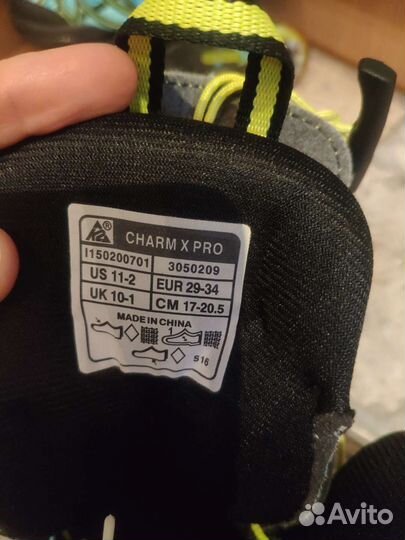 CHARM X PRO
I150200701 3050209
US 11-2 EUR 29-34
UK 10-1 CM 17-20.5
MADE IN CHINA
1
S16
Avito